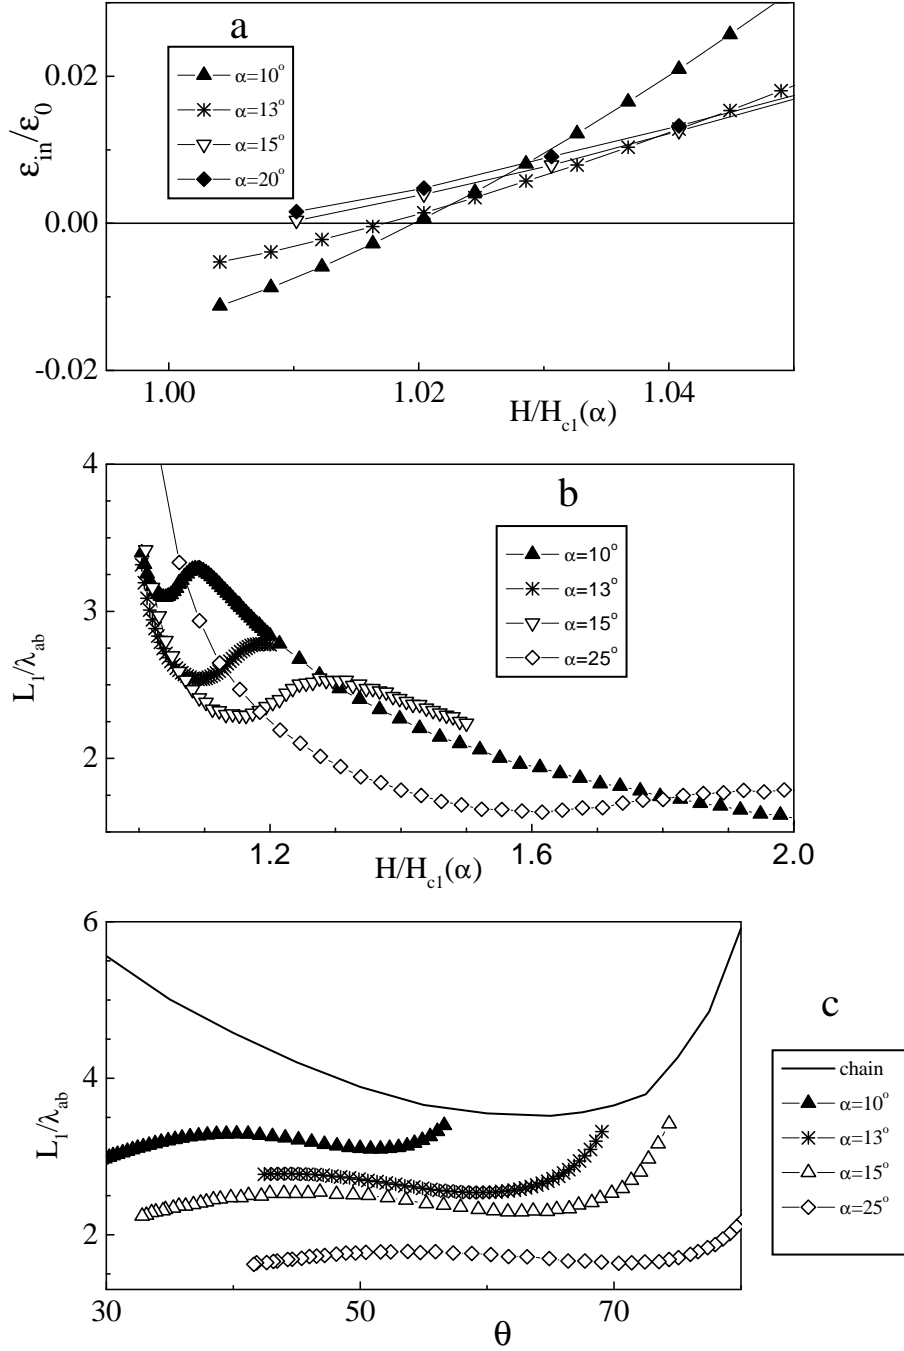 a
α=10°
α=13°
α=15°
α=20°
0.02
0.00
-0.02
ε_in/ε_0
1.00 1.02 1.04
H/H_c1(α)
b
α=10°
α=13°
α=15°
α=25°
4
3
2
L_1/λ_ab
1.2 1.6 2.0
H/H_c1(α)
c
chain
α=10°
α=13°
α=15°
α=25°
6
4
2
L_1/λ_ab
30 50 70
θ